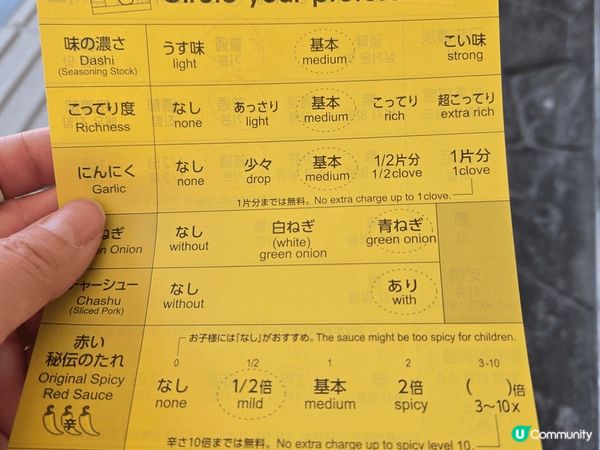 Circle your prefer
味の濃さ
Dashi
(Seasoning Stock)
うす味
light
基本
medium
こい味
strong
こってり度
Richness
なし
none
あっさり
light
基本
medium
こってり
rich
超こってり
extra rich
にんにく
Garlic
なし
none
少々
drop
基本
medium
1/2片分
1/2clove
1片分
1clove
1片分までは無料。No extra charge up to 1clove.
ねぎ
en Onion
なし
without
白ねぎ
(white)
green onion
青ねぎ
green onion
チャーシュー
Chashu
(Sliced Pork)
なし
without
あり
with
赤い
秘伝のたれ
Original Spicy
Red Sauce
辛
お子様には「なし」がおすすめ。The sauce might be too spicy for children.
0 1/2 1 2 3-10
なし
none
1/2倍
mild
基本
medium
2倍
spicy
( )倍
3〜10x
辛さ10倍までは無料。No extra charge up to spicy level 10.
U Community